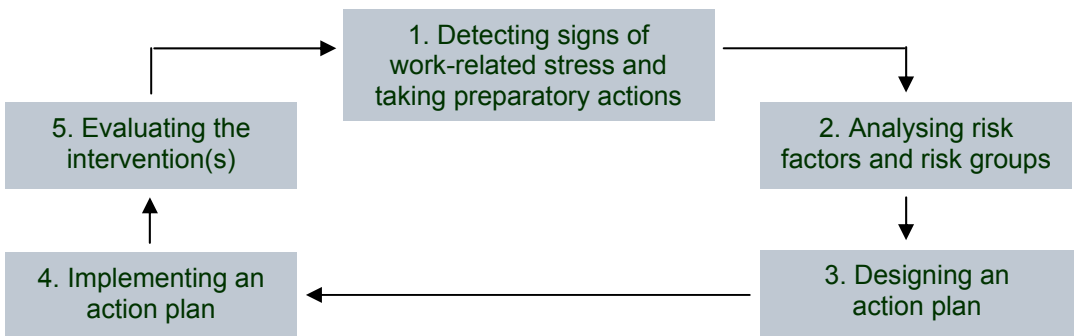 1. Detecting signs of
work-related stress and
taking preparatory actions
2. Analysing risk
factors and risk groups
3. Designing an
action plan
4. Implementing an
action plan
5. Evaluating the
intervention(s)